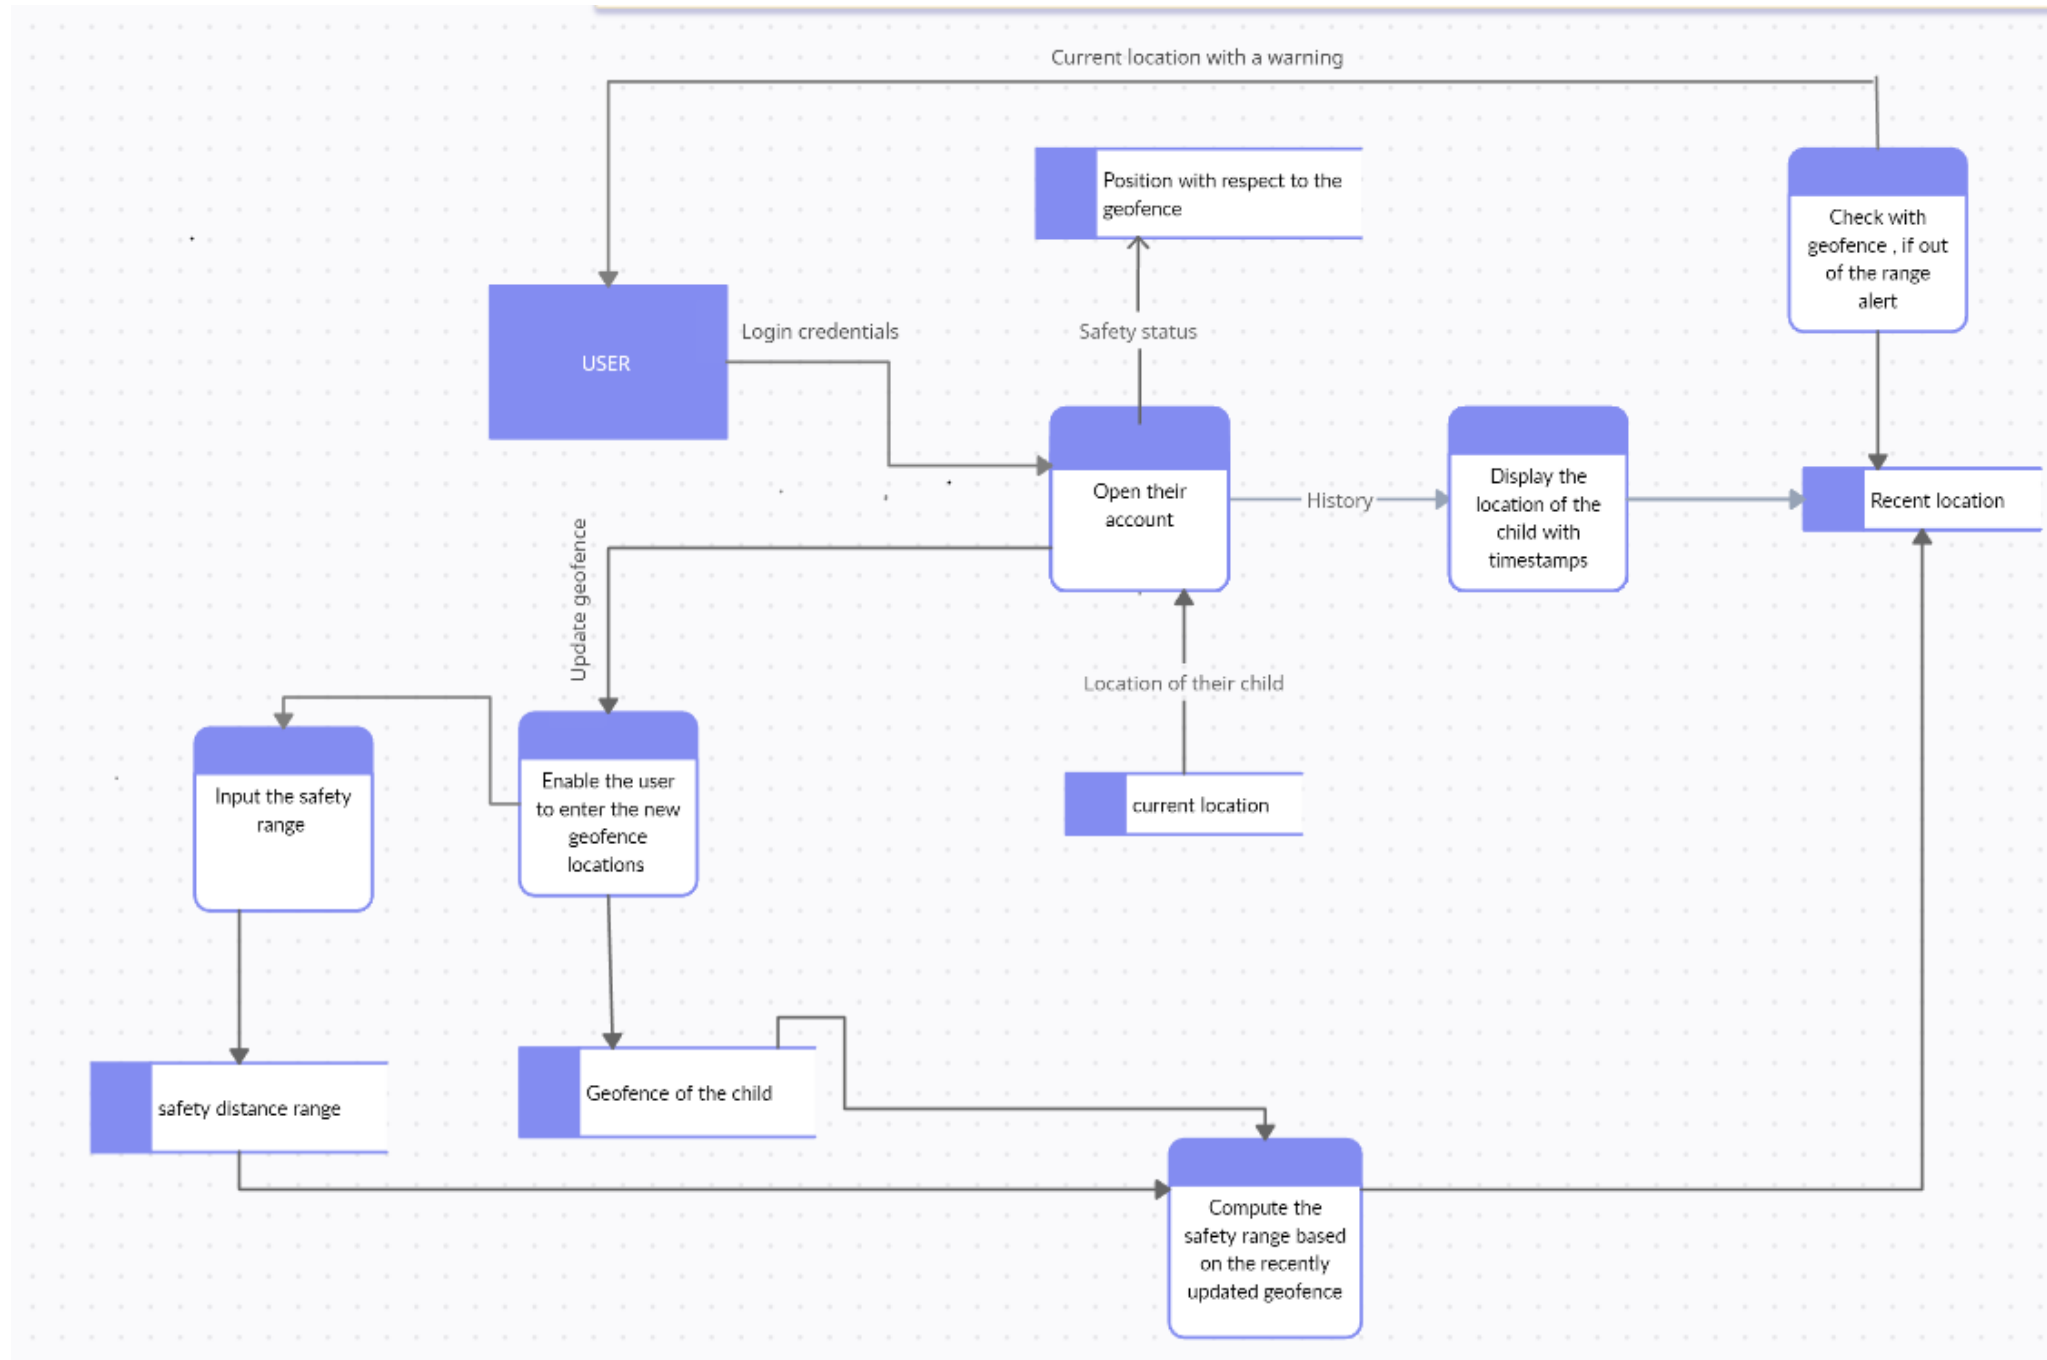 Current location with a warning
Position with respect to the
geofence
Check with
geofence , if out
of the range
alert
USER
Login credentials
Safety status
Open their
account
History
Display the
location of the
child with
timestamps
Recent location
Update geofence
Location of their child
current location
Input the safety
range
Enable the user
to enter the new
geofence
locations
safety distance range
Geofence of the child
Compute the
safety range based
on the recently
updated geofence